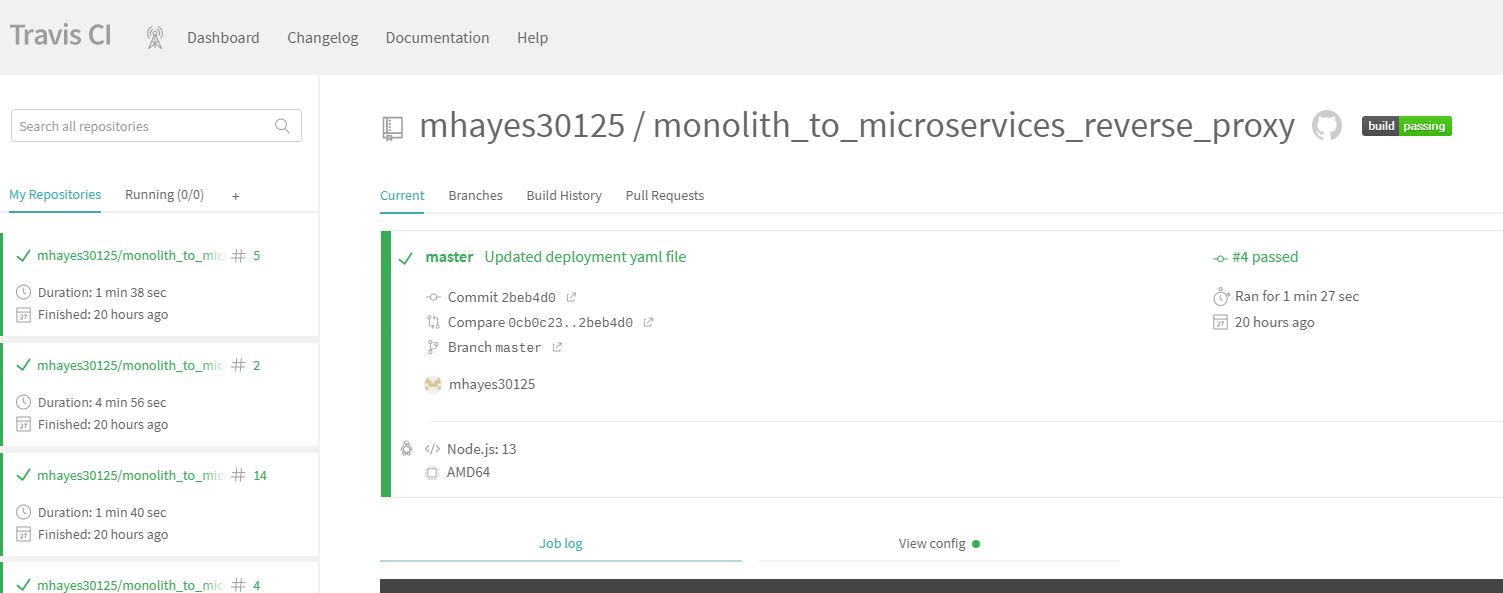 Travis CI Dashboard Changelog Documentation Help
Search all repositories
My Repositories Running (0/0) +
mhayes30125/monolith_to_mic # 5
Duration: 1 min 38 sec
Finished: 20 hours ago
mhayes30125/monolith_to_mic # 2
Duration: 4 min 56 sec
Finished: 20 hours ago
mhayes30125/monolith_to_mic # 14
Duration: 1 min 40 sec
Finished: 20 hours ago
mhayes30125/monolith_to_mic # 4
mhayes30125 / monolith_to_microservices_reverse_proxy build passing
Current Branches Build History Pull Requests
master Updated deployment yaml file
Commit 2beb4d0
Compare 0cb0c23..2beb4d0
Branch master
mhayes30125
#4 passed
Ran for 1 min 27 sec
20 hours ago
Node.js: 13
AMD64
Job log View config